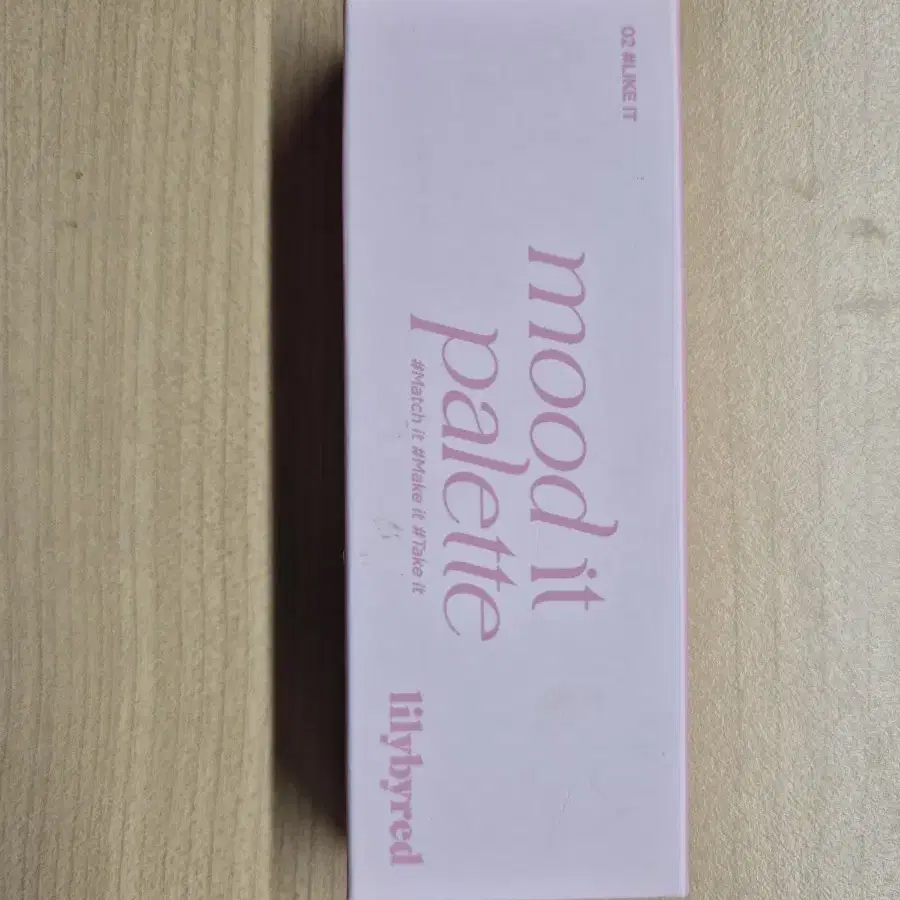 02 #LIKE IT
mood it
palette
#Match it #Make it #Take it
lilybyred